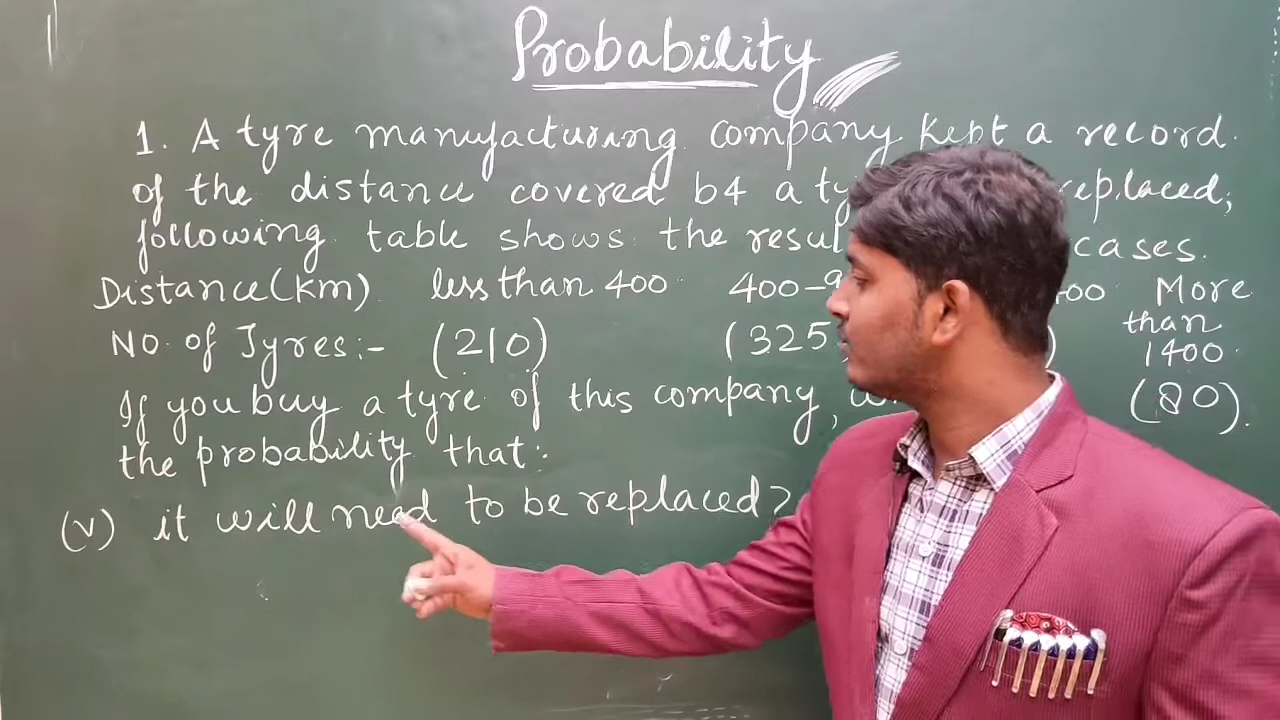 Probability
1. A tyre manufacturing company kept a record
of the distance covered b4 a replaced;
following table shows the cases.
Distance(km) less than 400 400- More
than
1400
No. of Tyres:- (210) (325 (80).
If you buy a tyre of this company,
the probability that:
(v) it will need to be replaced?